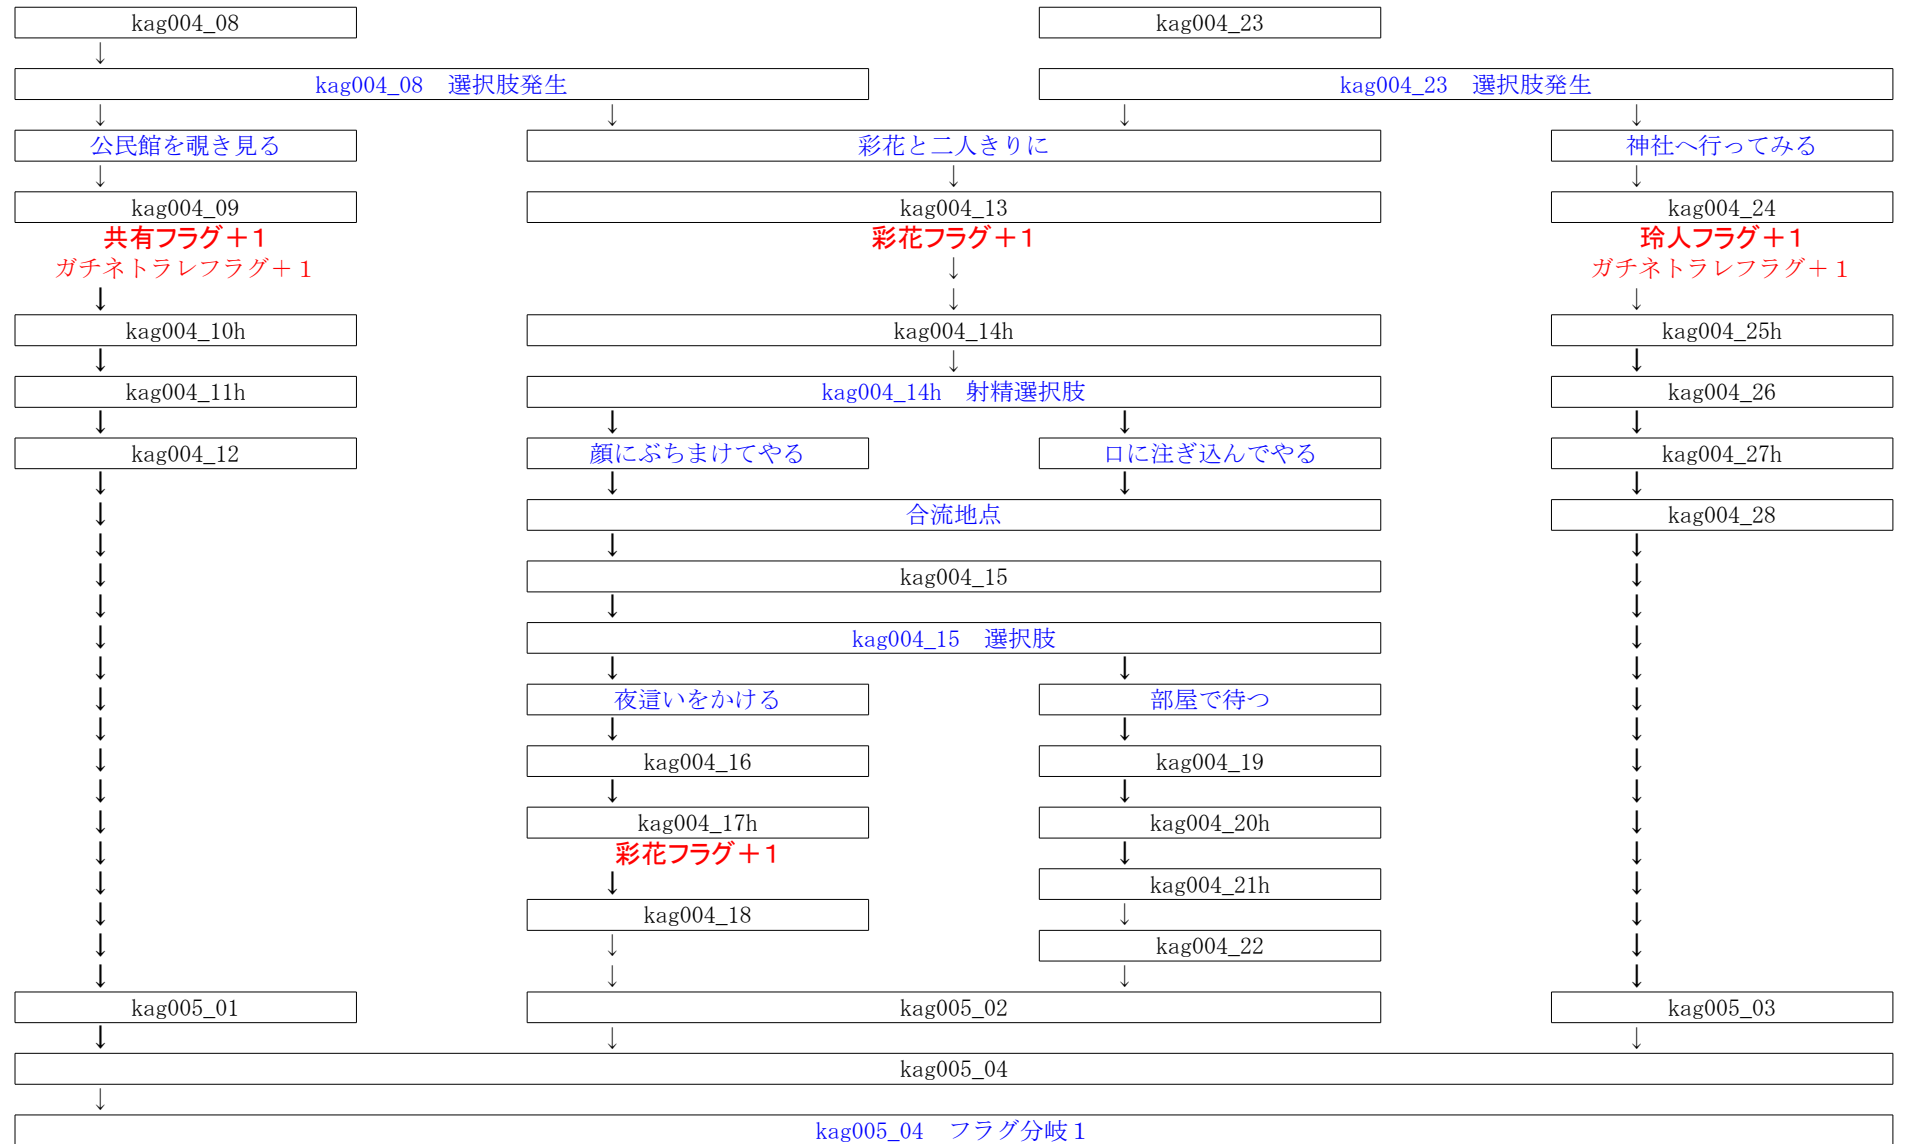 kag004_08 kag004_23
↓
kag004_08 選択肢発生 kag004_23 選択肢発生
↓ ↓ ↓ ↓
公民館を覗き見る 彩花と二人きりに 神社へ行ってみる
↓ ↓ ↓
kag004_09 kag004_13 kag004_24
共有フラグ＋1 彩花フラグ＋1 玲人フラグ＋1
ガチネトラレフラグ＋１ ↓ ガチネトラレフラグ＋１
↓ ↓ ↓
kag004_10h kag004_14h kag004_25h
↓ ↓ ↓
kag004_11h kag004_14h 射精選択肢 kag004_26
↓ ↓ ↓ ↓
kag004_12 顔にぶちまけてやる 口に注ぎ込んでやる kag004_27h
↓ ↓ ↓ ↓
↓ 合流地点 kag004_28
↓ ↓ ↓
↓ kag004_15 ↓
↓ ↓ ↓
↓ kag004_15 選択肢 ↓
↓ ↓ ↓ ↓
↓ 夜這いをかける 部屋で待つ ↓
↓ ↓ ↓ ↓
↓ kag004_16 kag004_19 ↓
↓ ↓ ↓ ↓
↓ kag004_17h kag004_20h ↓
↓ 彩花フラグ＋1 ↓ ↓
↓ ↓ kag004_21h ↓
↓ kag004_18 ↓ ↓
↓ ↓ kag004_22 ↓
↓ ↓ ↓ ↓
kag005_01 kag005_02 kag005_03
↓ ↓ ↓
kag005_04
↓
kag005_04 フラグ分岐１